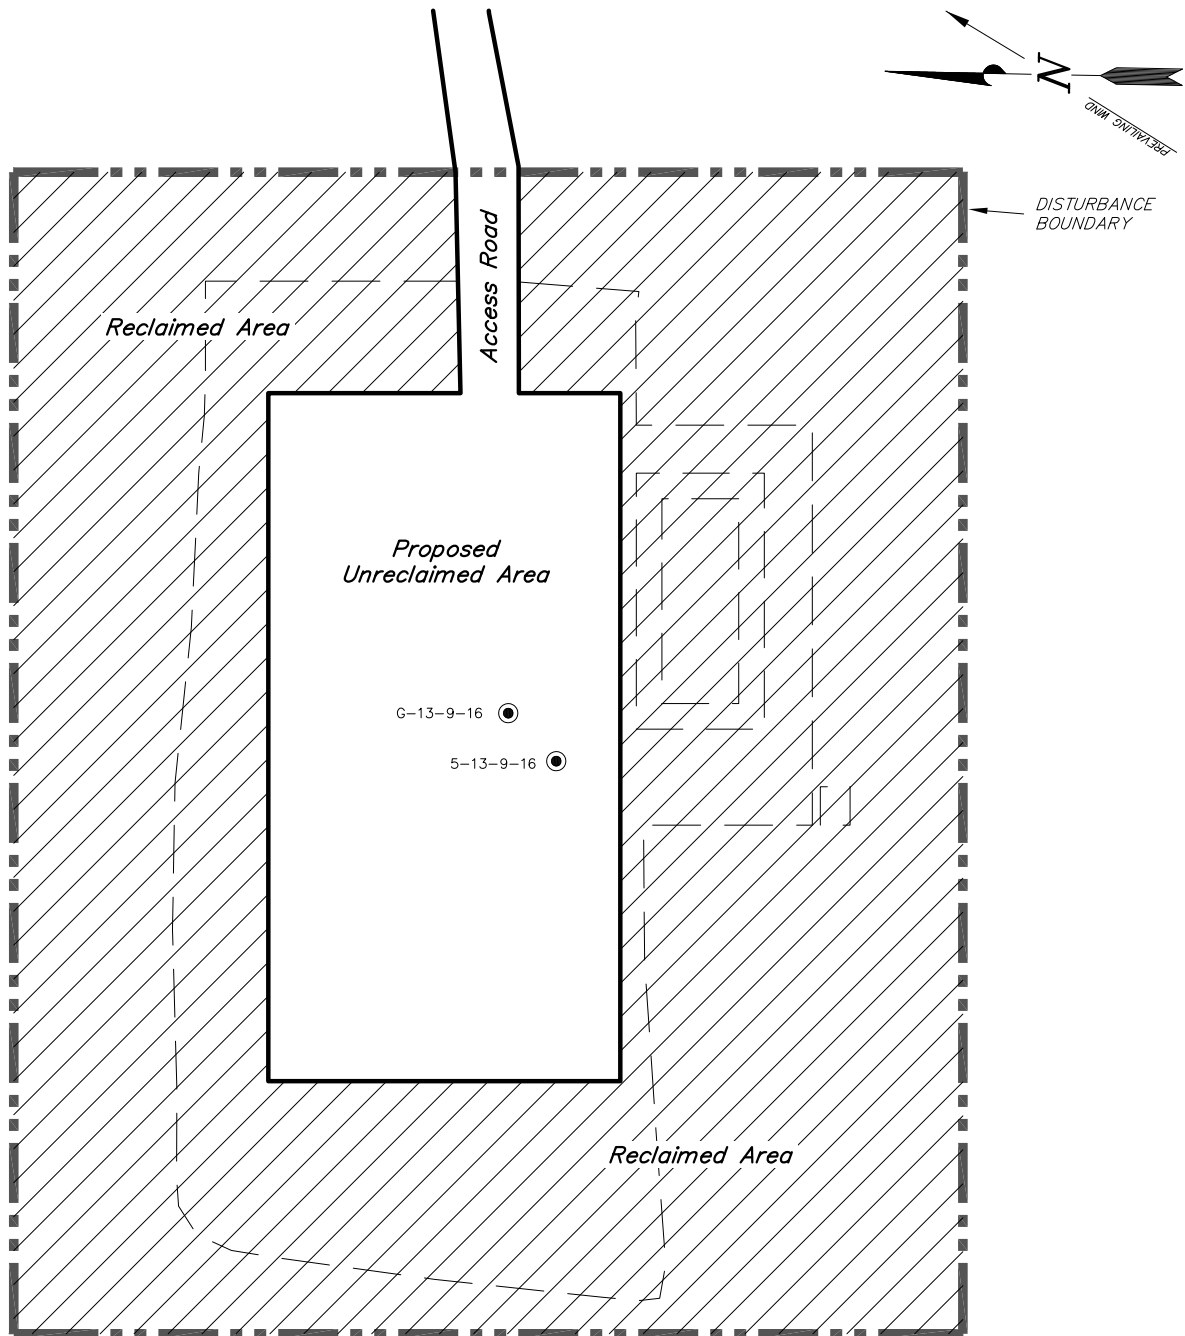 N
PREVAILING WIND
DISTURBANCE
BOUNDARY
Access Road
Reclaimed Area
Proposed
Unreclaimed Area
G-13-9-16
5-13-9-16
Reclaimed Area